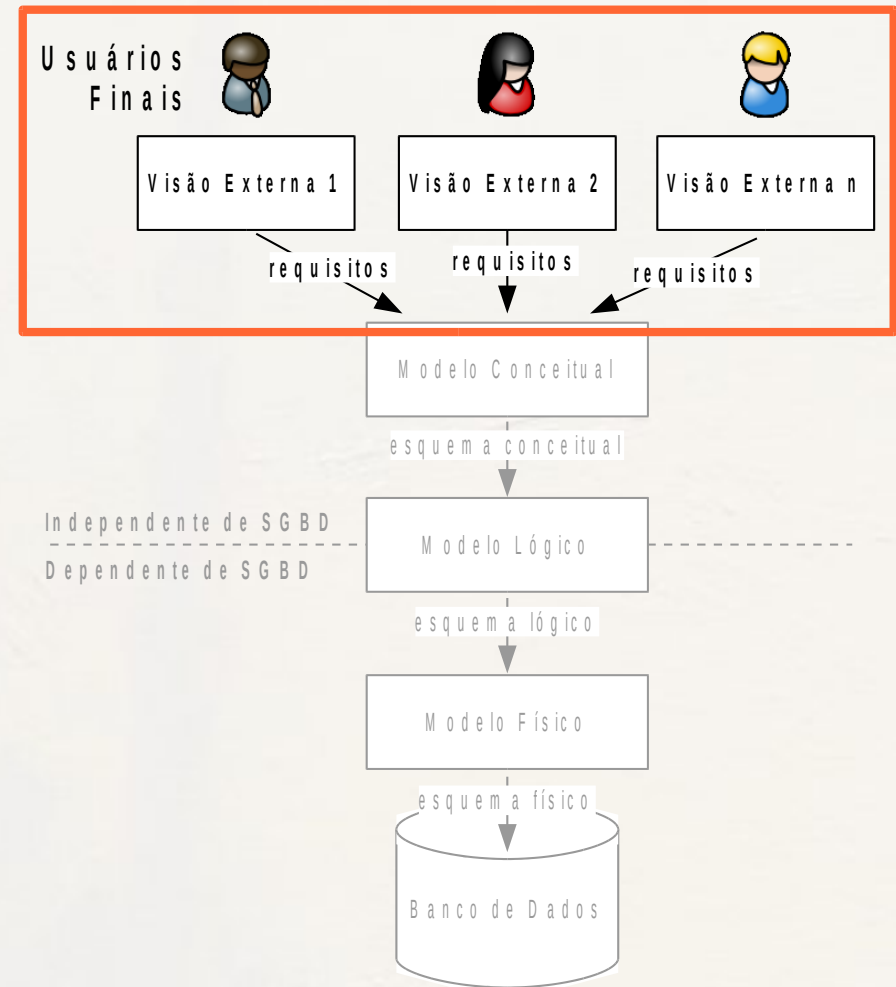 Usuários
Finais
Visão Externa 1
Visão Externa 2
Visão Externa n
requisitos
requisitos
requisitos
Modelo Conceitual
esquema conceitual
Independente de SGBD
Modelo Lógico
Dependente de SGBD
esquema lógico
Modelo Físico
esquema físico
Banco de Dados